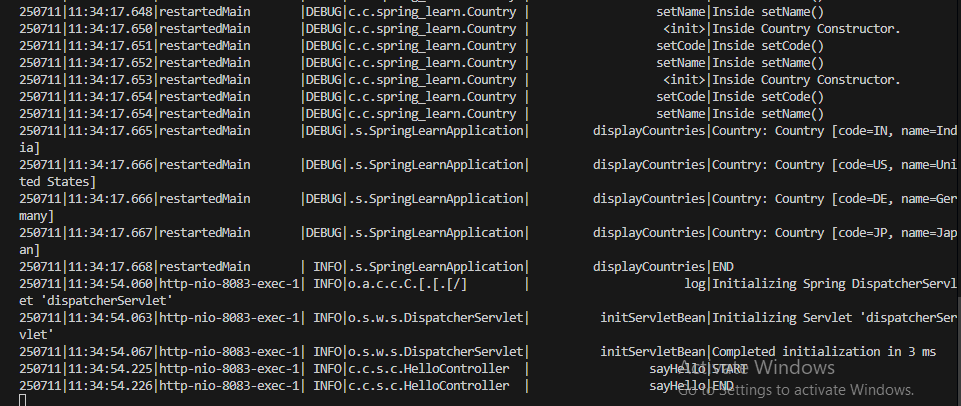 250711|11:34:17.648|restartedMain       |DEBUG|c.c.spring_learn.Country |                 setName|Inside setName()
250711|11:34:17.650|restartedMain       |DEBUG|c.c.spring_learn.Country |                  <init>|Inside Country Constructor.
250711|11:34:17.651|restartedMain       |DEBUG|c.c.spring_learn.Country |                 setCode|Inside setCode()
250711|11:34:17.652|restartedMain       |DEBUG|c.c.spring_learn.Country |                 setName|Inside setName()
250711|11:34:17.653|restartedMain       |DEBUG|c.c.spring_learn.Country |                  <init>|Inside Country Constructor.
250711|11:34:17.654|restartedMain       |DEBUG|c.c.spring_learn.Country |                 setCode|Inside setCode()
250711|11:34:17.654|restartedMain       |DEBUG|c.c.spring_learn.Country |                 setName|Inside setName()
250711|11:34:17.665|restartedMain       |DEBUG|.s.SpringLearnApplication|         displayCountries|Country: Country [code=IN, name=Ind
ia]
250711|11:34:17.666|restartedMain       |DEBUG|.s.SpringLearnApplication|         displayCountries|Country: Country [code=US, name=Uni
ted States]
250711|11:34:17.666|restartedMain       |DEBUG|.s.SpringLearnApplication|         displayCountries|Country: Country [code=DE, name=Ger
many]
250711|11:34:17.667|restartedMain       |DEBUG|.s.SpringLearnApplication|         displayCountries|Country: Country [code=JP, name=Jap
an]
250711|11:34:17.668|restartedMain       | INFO|.s.SpringLearnApplication|         displayCountries|END
250711|11:34:54.060|http-nio-8083-exec-1| INFO|o.a.c.c.C.[.[.[/]        |                     log|Initializing Spring DispatcherServl
et 'dispatcherServlet'
250711|11:34:54.063|http-nio-8083-exec-1| INFO|o.s.w.s.DispatcherServlet|          initServletBean|Initializing Servlet 'dispatcherSer
vlet'
250711|11:34:54.067|http-nio-8083-exec-1| INFO|o.s.w.s.DispatcherServlet|          initServletBean|Completed initialization in 3 ms
250711|11:34:54.225|http-nio-8083-exec-1| INFO|c.c.s.c.HelloController  |                sayHello|START
250711|11:34:54.226|http-nio-8083-exec-1| INFO|c.c.s.c.HelloController  |                sayHello|END
Activate Windows
Go to Settings to activate Windows.